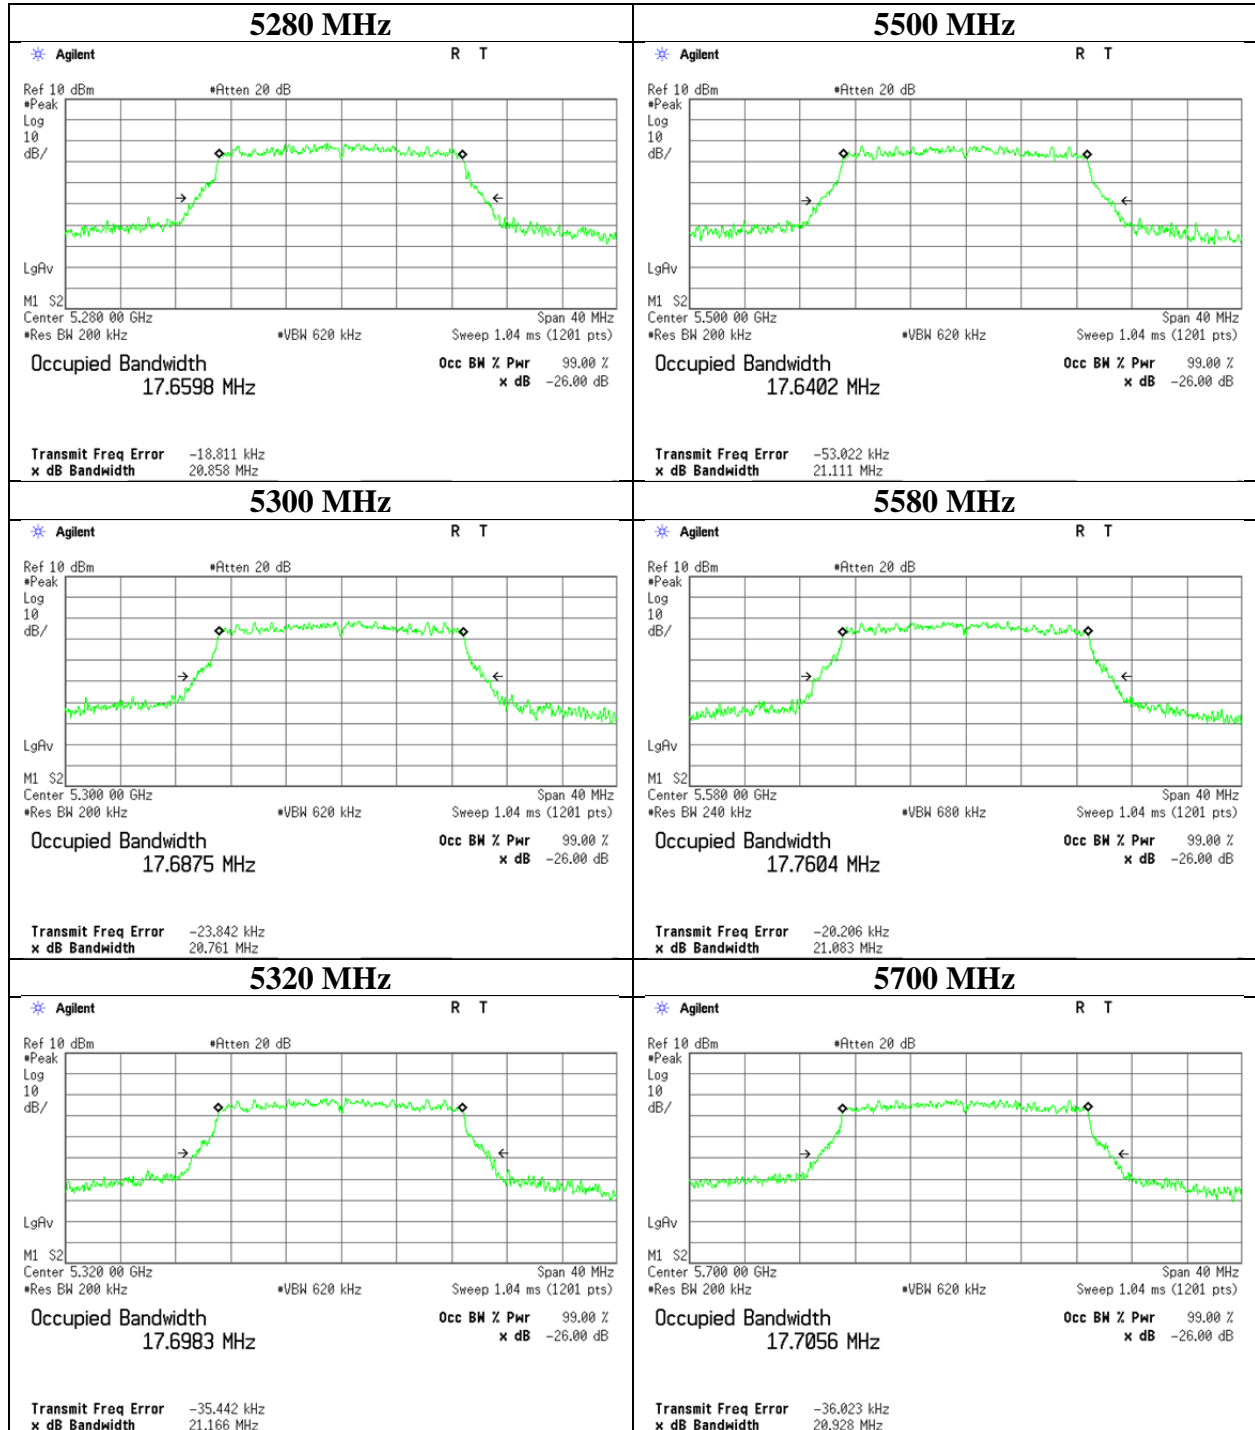 5280 MHz
Agilent R T
Ref 10 dBm #Atten 20 dB
#Peak
Log
10
dB/
LgAv
M1 S2
Center 5.280 00 GHz Span 40 MHz
#Res BW 200 kHz #VBW 620 kHz Sweep 1.04 ms (1201 pts)
Occupied Bandwidth Occ BW % Pwr 99.00 %
17.6598 MHz x dB -26.00 dB
Transmit Freq Error -18.811 kHz
x dB Bandwidth 20.858 MHz
5500 MHz
Agilent R T
Ref 10 dBm #Atten 20 dB
#Peak
Log
10
dB/
LgAv
M1 S2
Center 5.500 00 GHz Span 40 MHz
#Res BW 200 kHz #VBW 620 kHz Sweep 1.04 ms (1201 pts)
Occupied Bandwidth Occ BW % Pwr 99.00 %
17.6402 MHz x dB -26.00 dB
Transmit Freq Error -53.022 kHz
x dB Bandwidth 21.111 MHz
5300 MHz
Agilent R T
Ref 10 dBm #Atten 20 dB
#Peak
Log
10
dB/
LgAv
M1 S2
Center 5.300 00 GHz Span 40 MHz
#Res BW 200 kHz #VBW 620 kHz Sweep 1.04 ms (1201 pts)
Occupied Bandwidth Occ BW % Pwr 99.00 %
17.6875 MHz x dB -26.00 dB
Transmit Freq Error -23.842 kHz
x dB Bandwidth 20.761 MHz
5580 MHz
Agilent R T
Ref 10 dBm #Atten 20 dB
#Peak
Log
10
dB/
LgAv
M1 S2
Center 5.580 00 GHz Span 40 MHz
#Res BW 240 kHz #VBW 680 kHz Sweep 1.04 ms (1201 pts)
Occupied Bandwidth Occ BW % Pwr 99.00 %
17.7604 MHz x dB -26.00 dB
Transmit Freq Error -20.206 kHz
x dB Bandwidth 21.083 MHz
5320 MHz
Agilent R T
Ref 10 dBm #Atten 20 dB
#Peak
Log
10
dB/
LgAv
M1 S2
Center 5.320 00 GHz Span 40 MHz
#Res BW 200 kHz #VBW 620 kHz Sweep 1.04 ms (1201 pts)
Occupied Bandwidth Occ BW % Pwr 99.00 %
17.6983 MHz x dB -26.00 dB
Transmit Freq Error -35.442 kHz
x dB Bandwidth 21.166 MHz
5700 MHz
Agilent R T
Ref 10 dBm #Atten 20 dB
#Peak
Log
10
dB/
LgAv
M1 S2
Center 5.700 00 GHz Span 40 MHz
#Res BW 200 kHz #VBW 620 kHz Sweep 1.04 ms (1201 pts)
Occupied Bandwidth Occ BW % Pwr 99.00 %
17.7056 MHz x dB -26.00 dB
Transmit Freq Error -36.023 kHz
x dB Bandwidth 20.928 MHz